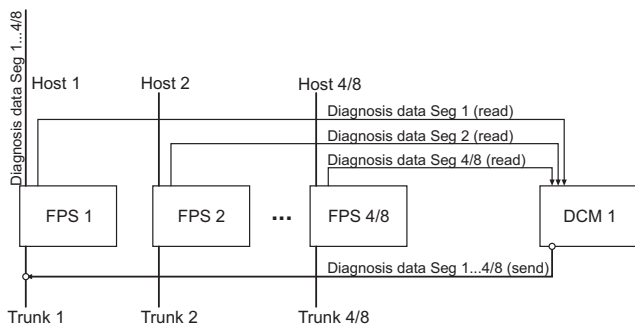 Diagnosis data Seg 1...4/8
Host 1
Host 2
Host 4/8
Diagnosis data Seg 1 (read)
Diagnosis data Seg 2 (read)
Diagnosis data Seg 4/8 (read)
FPS 1
FPS 2
...
FPS 4/8
DCM 1
Diagnosis data Seg 1...4/8 (send)
Trunk 1
Trunk 2
Trunk 4/8